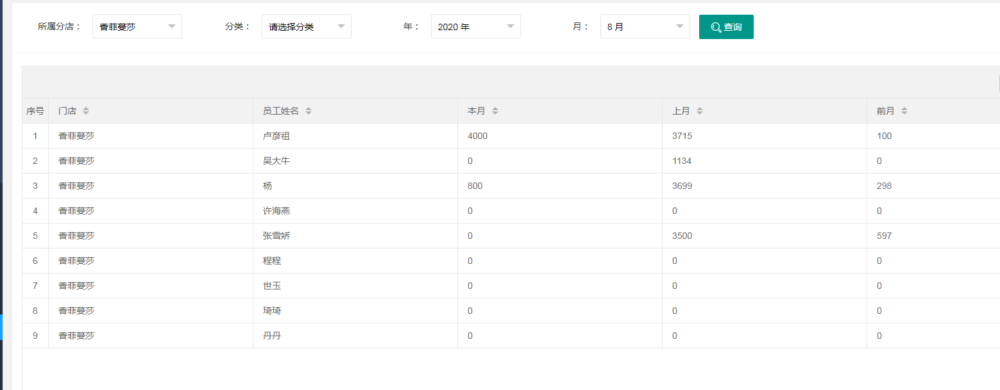 所属分店： 香菲蔓莎 分类： 请选择分类 年： 2020 年 月： 8 月 查询
序号 门店 员工姓名 本月 上月 前月
1 香菲蔓莎 卢彦祖 4000 3715 100
2 香菲蔓莎 吴大牛 0 1134 0
3 香菲蔓莎 杨 800 3699 298
4 香菲蔓莎 许海燕 0 0 0
5 香菲蔓莎 张雪娇 0 3500 597
6 香菲蔓莎 程程 0 0 0
7 香菲蔓莎 世玉 0 0 0
8 香菲蔓莎 琦琦 0 0 0
9 香菲蔓莎 丹丹 0 0 0